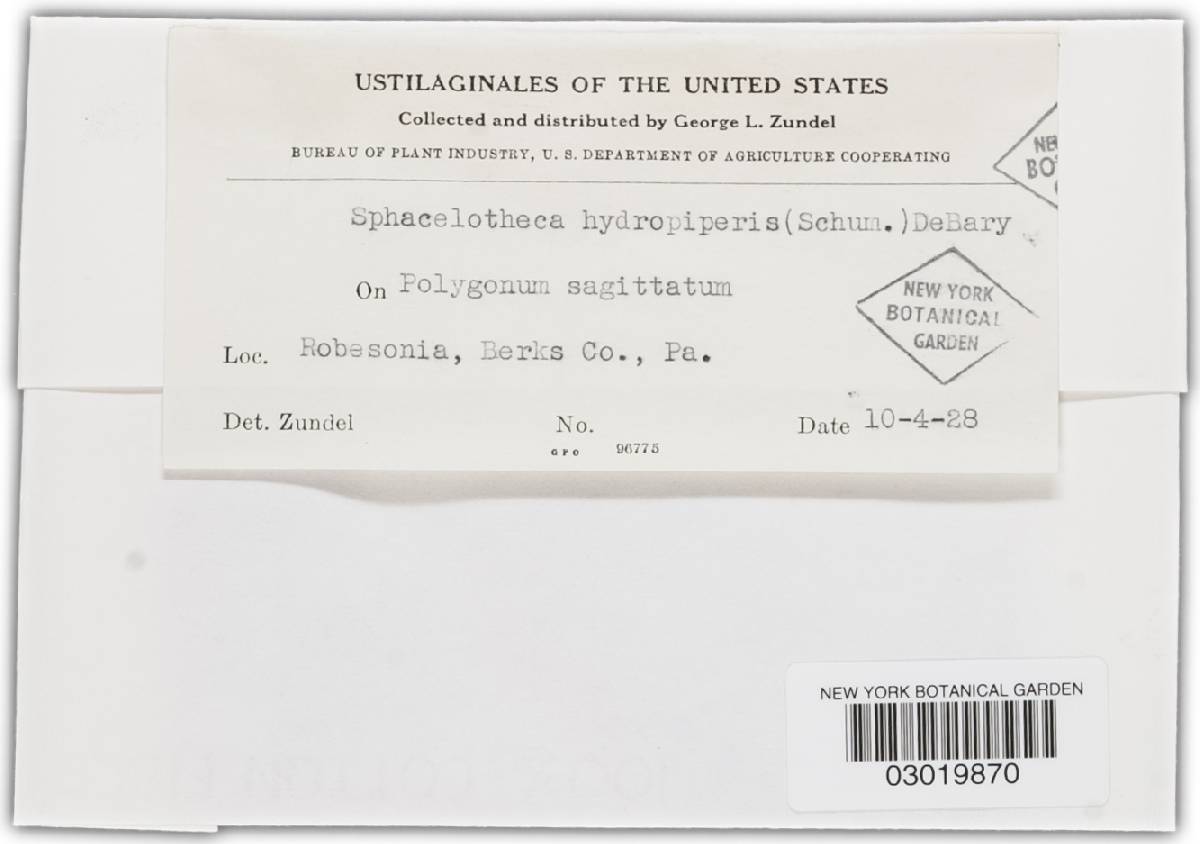 USTILAGINALES OF THE UNITED STATES
Collected and distributed by George L. Zundel
BUREAU OF PLANT INDUSTRY, U. S. DEPARTMENT OF AGRICULTURE COOPERATING
NE
BO
Sphacelotheca hydropiperis(Schum.)DeBary
On Polygonum sagittatum
NEW YORK
BOTANICAL
GARDEN
Loc. Robesonia, Berks Co., Pa.
Det. Zundel No. Date 10-4-28
GPO 96775
NEW YORK BOTANICAL GARDEN
03019870